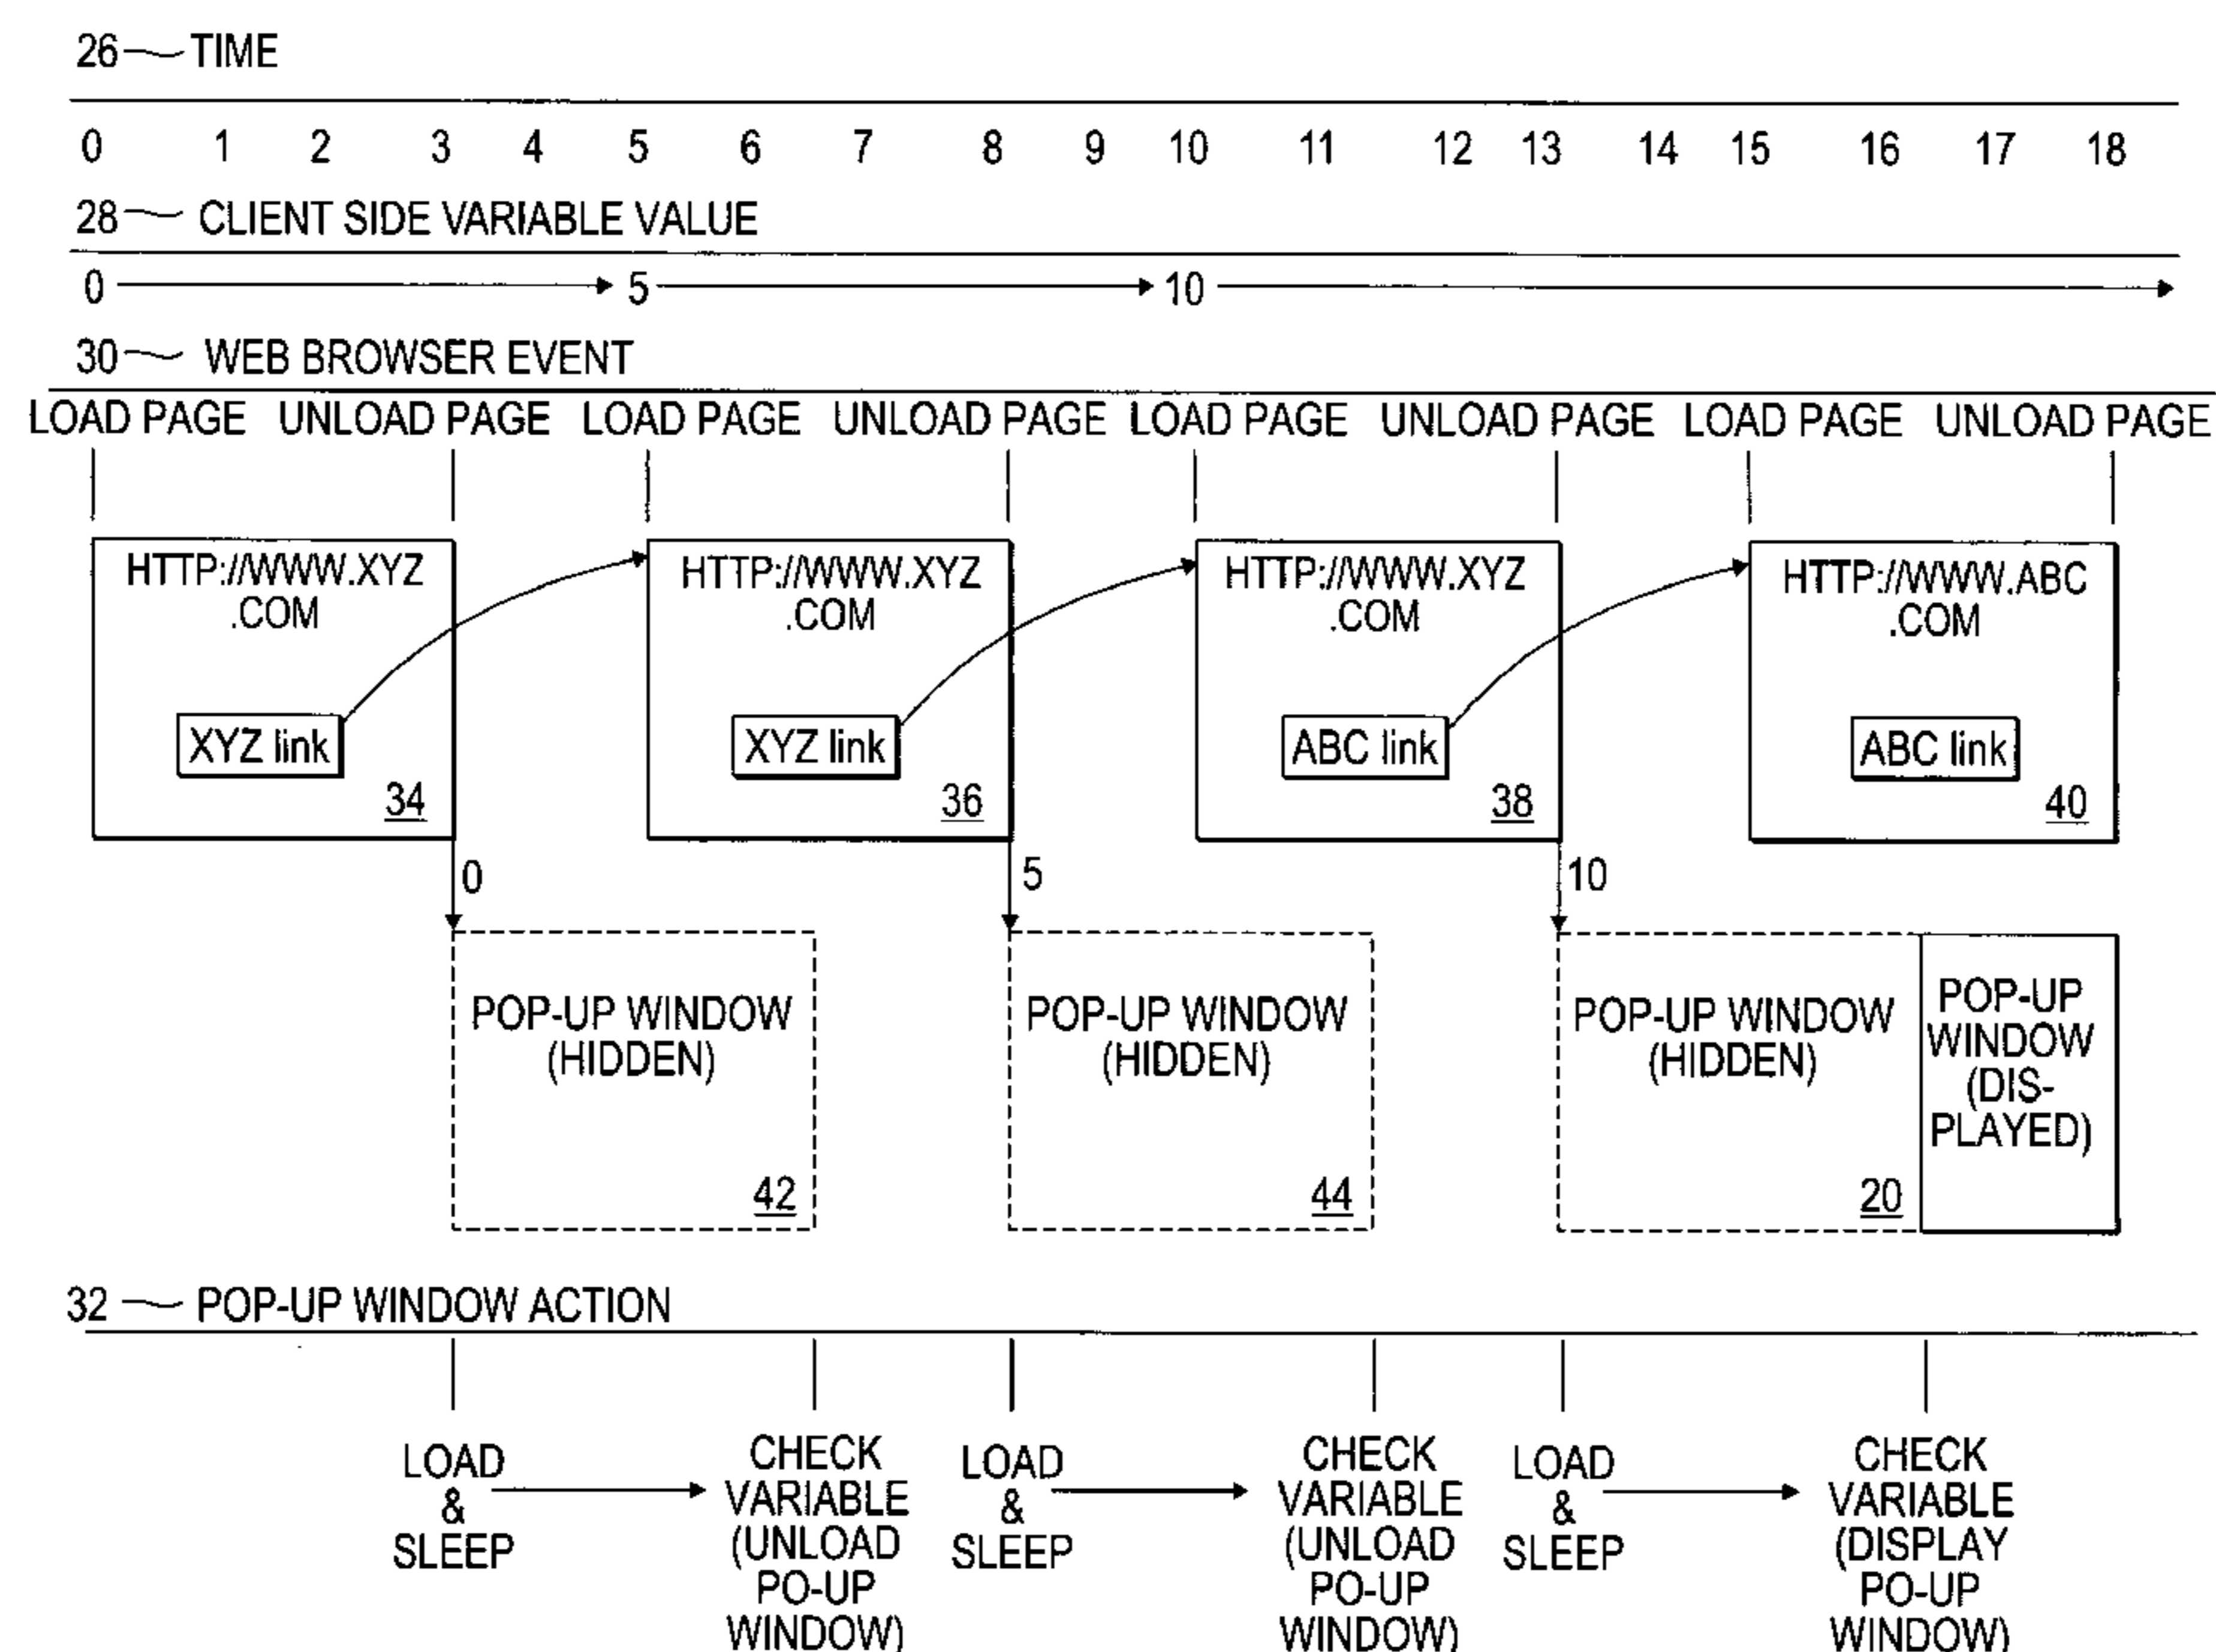 26 TIME
0 1 2 3 4 5 6 7 8 9 10 11 12 13 14 15 16 17 18
28 CLIENT SIDE VARIABLE VALUE
0 5 10
30 WEB BROWSER EVENT
LOAD PAGE UNLOAD PAGE LOAD PAGE UNLOAD PAGE LOAD PAGE UNLOAD PAGE LOAD PAGE UNLOAD PAGE
HTTP://WWW.XYZ
.COM
XYZ link
34
HTTP://WWW.XYZ
.COM
XYZ link
36
HTTP://WWW.XYZ
.COM
ABC link
38
HTTP://WWW.ABC
.COM
ABC link
40
0
5
10
POP-UP WINDOW
(HIDDEN)
42
POP-UP WINDOW
(HIDDEN)
44
POP-UP WINDOW
(HIDDEN)
20
POP-UP
WINDOW
(DIS-
PLAYED)
32 POP-UP WINDOW ACTION
LOAD
&
SLEEP
CHECK
VARIABLE
(UNLOAD
PO-UP
WINDOW)
LOAD
&
SLEEP
CHECK
VARIABLE
(UNLOAD
PO-UP
WINDOW)
LOAD
&
SLEEP
CHECK
VARIABLE
(DISPLAY
PO-UP
WINDOW)